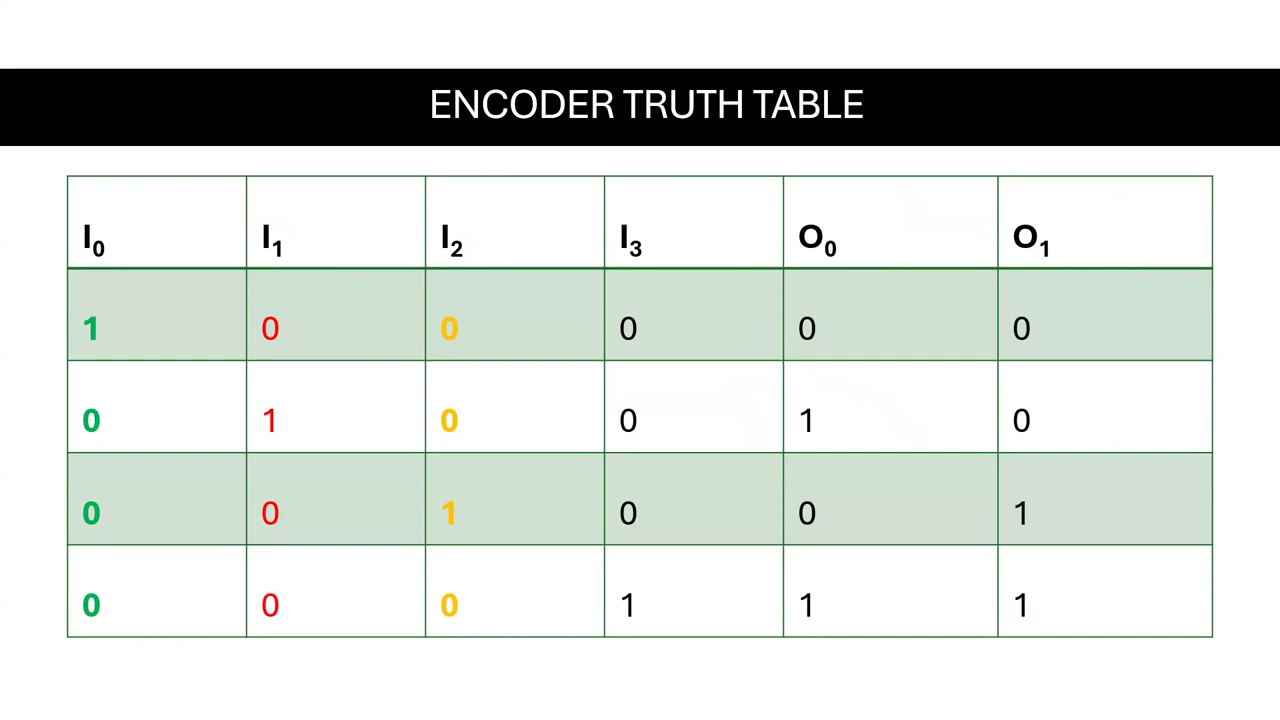 ENCODER TRUTH TABLE
I₀ I₁ I₂ I₃ O₀ O₁
1 0 0 0 0 0
0 1 0 0 1 0
0 0 1 0 0 1
0 0 0 1 1 1